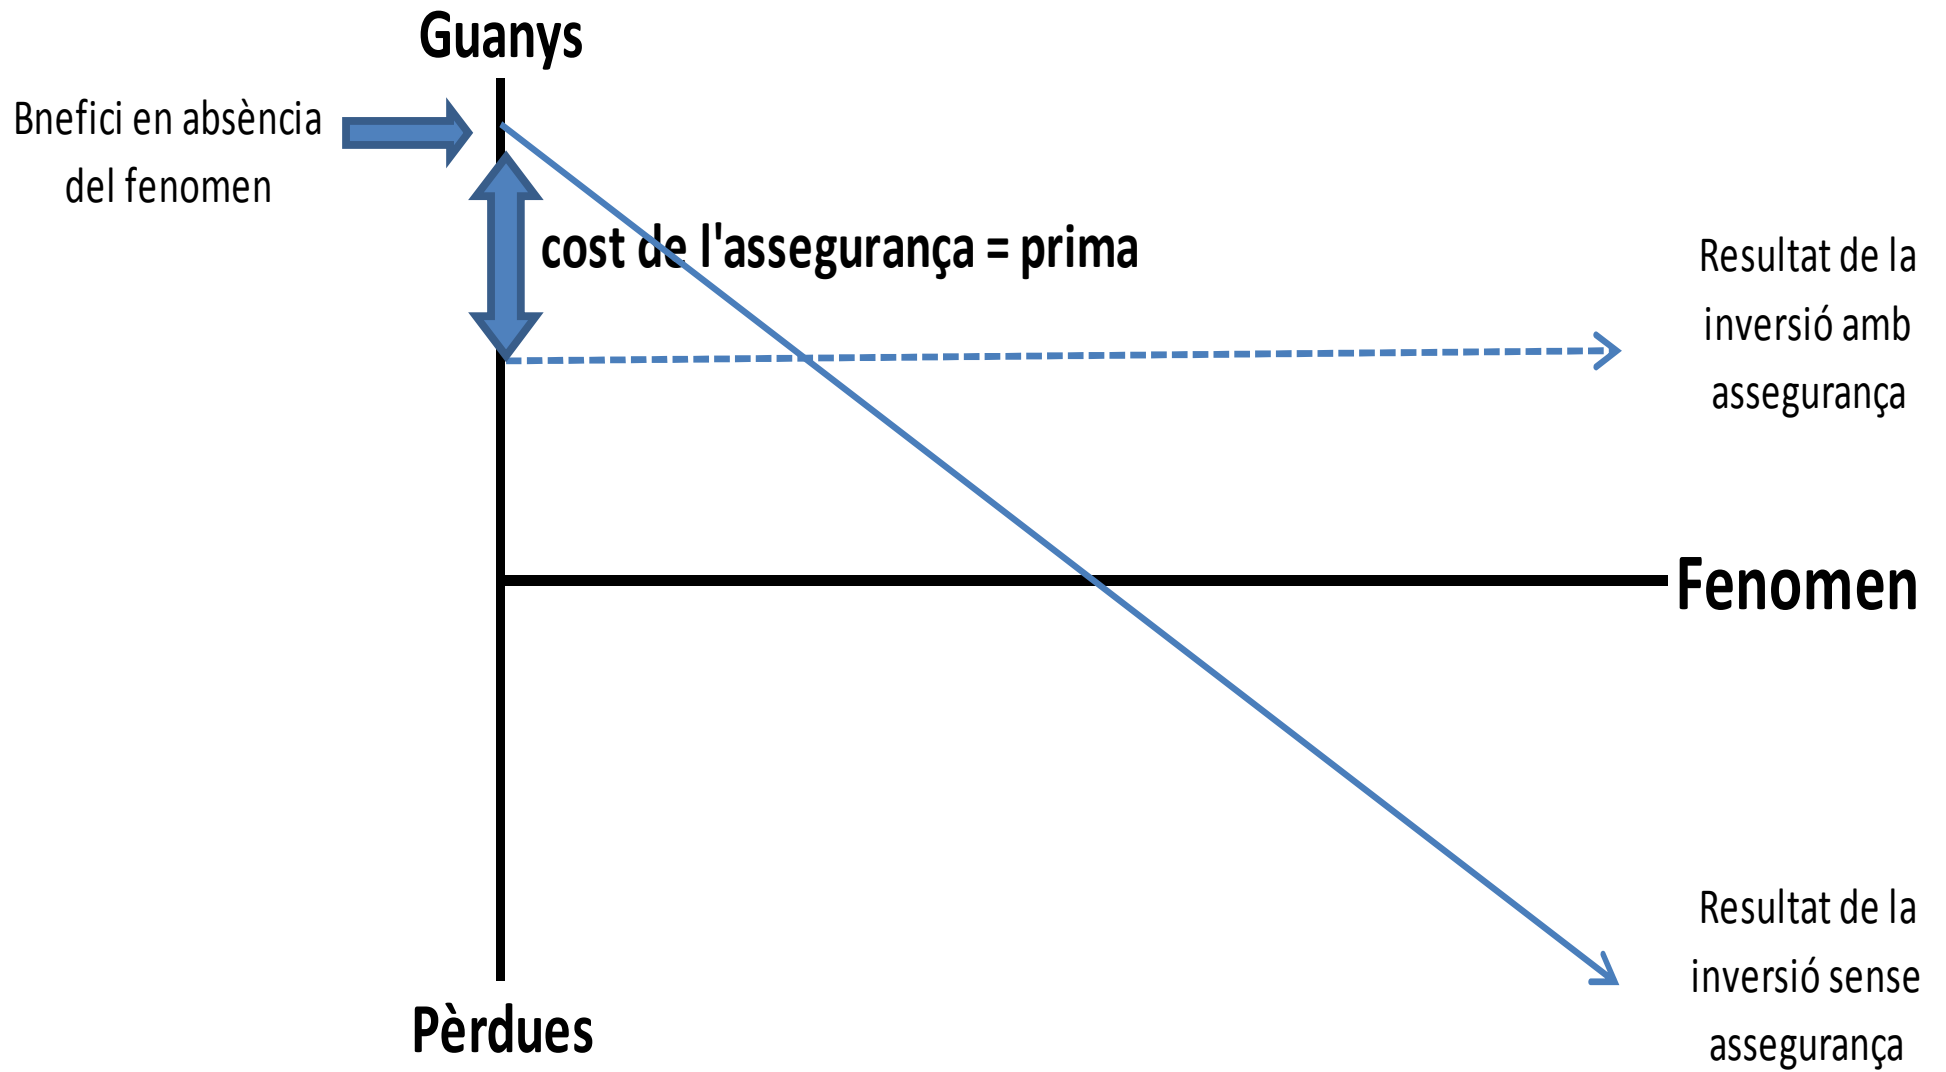 Guanys
Bnefici en absència
del fenomen
cost de l'assegurança = prima
Resultat de la
inversió amb
assegurança
Fenomen
Resultat de la
inversió sense
assegurança
Pèrdues